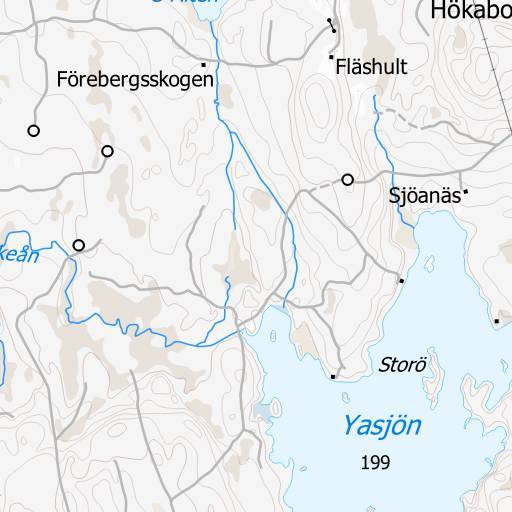 Hökabo
Fläshult
Förebergsskogen
Sjöanäs
Storö
Yasjön
199